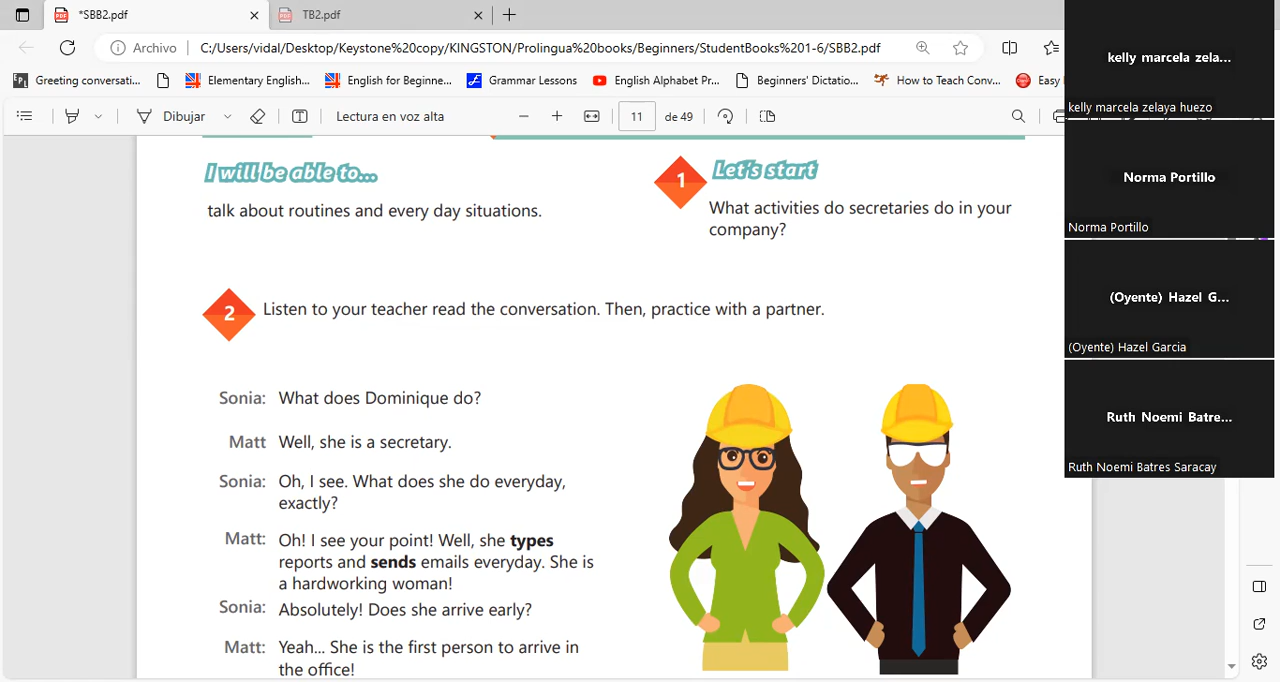 *SBB2.pdf
TB2.pdf
Archivo
C:/Users/vidal/Desktop/Keystone%20copy/KINGSTON/Prolingua%20books/Beginners/StudentBooks%201-6/SBB2.pdf
Greeting conversati...
Elementary English...
English for Beginne...
Grammar Lessons
English Alphabet Pr...
Beginners' Dictatio...
How to Teach Conv...
Easy
Dibujar
Lectura en voz alta
11
de 49
I will be able to...
talk about routines and every day situations.
1
Let's start
What activities do secretaries do in your
company?
2
Listen to your teacher read the conversation. Then, practice with a partner.
Sonia: What does Dominique do?
Matt Well, she is a secretary.
Sonia: Oh, I see. What does she do everyday,
exactly?
Matt: Oh! I see your point! Well, she types
reports and sends emails everyday. She is
a hardworking woman!
Sonia: Absolutely! Does she arrive early?
Matt: Yeah... She is the first person to arrive in
the office!
kelly marcela zela...
kelly marcela zelaya huezo
Norma Portillo
Norma Portillo
(Oyente) Hazel G...
(Oyente) Hazel Garcia
Ruth Noemi Batre...
Ruth Noemi Batres Saracay